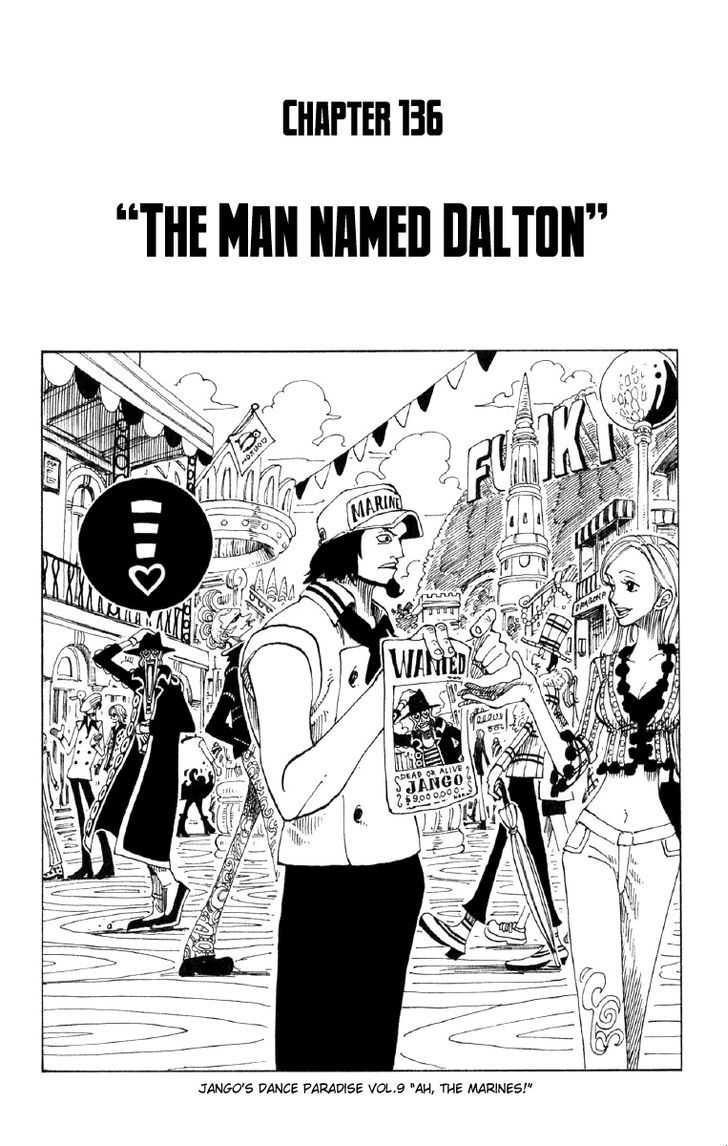 CHAPTER 136
“THE MAN NAMED DALTON”
FUNKY
MARINE
WANTED
DEAD OR ALIVE
JANGO
JANGO'S DANCE PARADISE VOL.9 "AH, THE MARINES!"